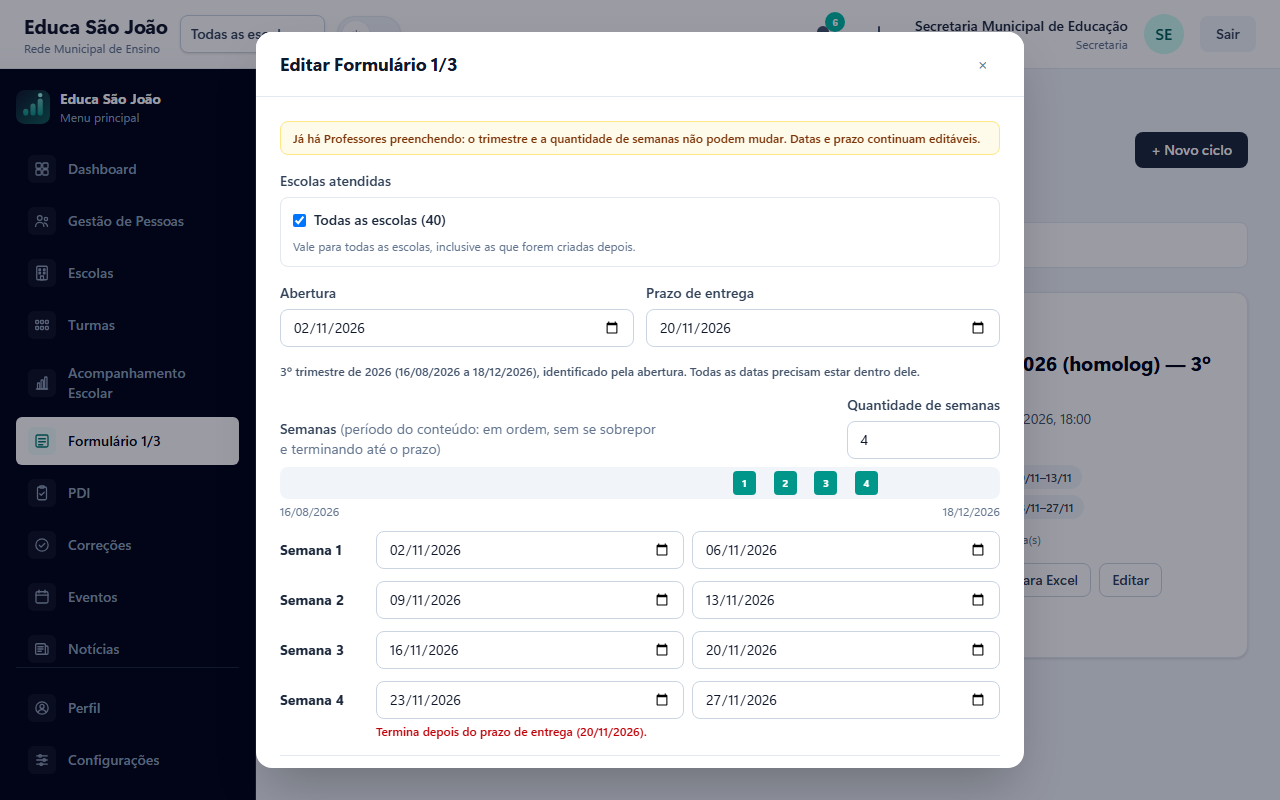 Educa São João
Rede Municipal de Ensino
Todas as
6
Secretaria Municipal de Educação
Secretaria
SE
Sair
Educa São João
Menu principal
Dashboard
Gestão de Pessoas
Escolas
Turmas
Acompanhamento
Escolar
Formulário 1/3
PDI
Correções
Eventos
Notícias
Perfil
Configurações
+ Novo ciclo
Editar Formulário 1/3
×
Já há Professores preenchendo: o trimestre e a quantidade de semanas não podem mudar. Datas e prazo continuam editáveis.
Escolas atendidas
Todas as escolas (40)
Vale para todas as escolas, inclusive as que forem criadas depois.
Abertura
Prazo de entrega
02/11/2026
20/11/2026
3º trimestre de 2026 (16/08/2026 a 18/12/2026), identificado pela abertura. Todas as datas precisam estar dentro dele.
Quantidade de semanas
Semanas (período do conteúdo: em ordem, sem se sobrepor
e terminando até o prazo)
4
1 2 3 4
16/08/2026
18/12/2026
Semana 1 02/11/2026 06/11/2026
Semana 2 09/11/2026 13/11/2026
Semana 3 16/11/2026 20/11/2026
Semana 4 23/11/2026 27/11/2026
Termina depois do prazo de entrega (20/11/2026).
026 (homolog) — 3º
2026, 18:00
/11–13/11
/11–27/11
a(s)
ara Excel
Editar